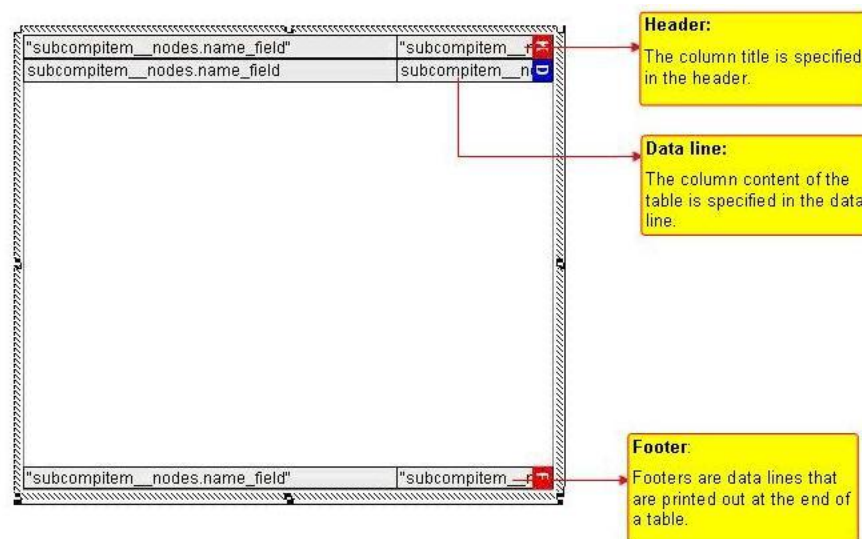 "subcompitem__nodes.name_field" "subcompitem__n H
subcompitem__nodes.name_field subcompitem__no D
"subcompitem__nodes.name_field" "subcompitem__n F
Header:
The column title is specified
in the header.
Data line:
The column content of the
table is specified in the data
line.
Footer:
Footers are data lines that
are printed out at the end of
a table.